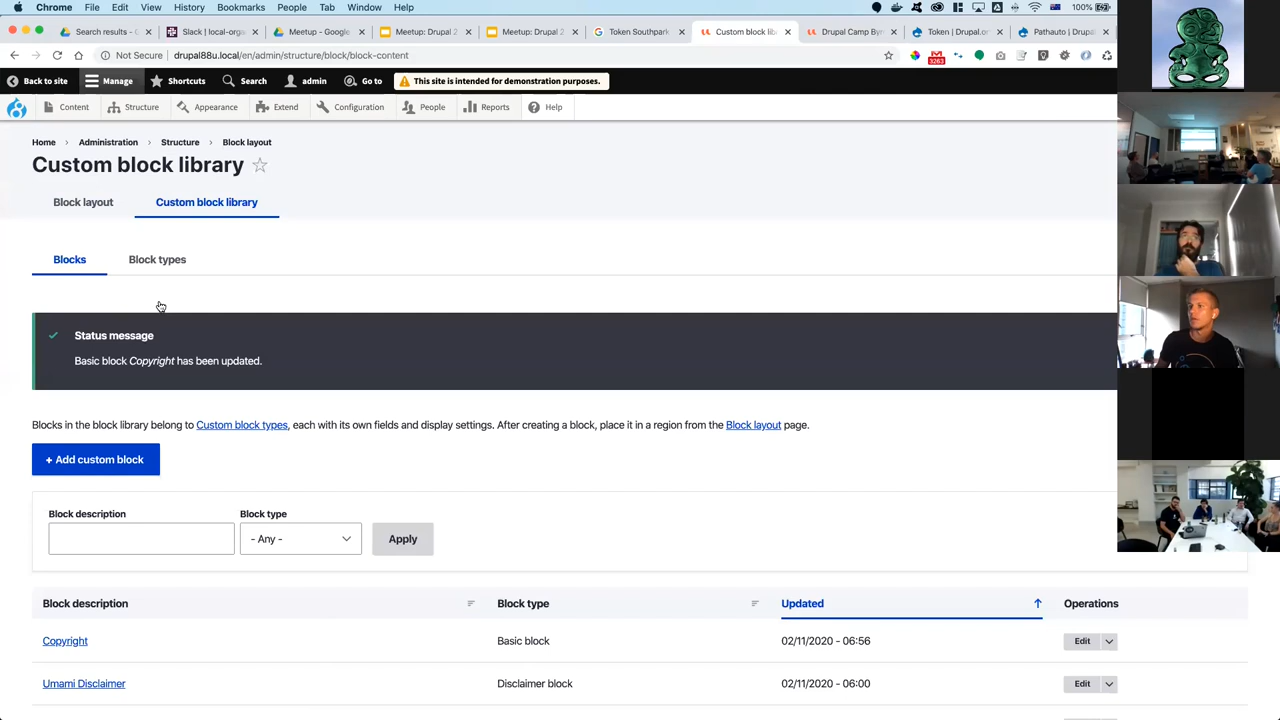 Chrome File Edit View History Bookmarks People Tab Window Help 100%
Search results - c Slack | local-orga Meetup - Google Meetup: Drupal 2 Meetup: Drupal 2 Token Southpark Custom block lib Drupal Camp By Token | Drupal.or Pathauto | Drupa
Not Secure drupal88u.local/en/admin/structure/block/block-content 3263
Back to site Manage Shortcuts Search admin Go to This site is intended for demonstration purposes.
Content Structure Appearance Extend Configuration People Reports Help
Home › Administration › Structure › Block layout
Custom block library
Block layout Custom block library
Blocks Block types
Status message
Basic block Copyright has been updated.
Blocks in the block library belong to Custom block types, each with its own fields and display settings. After creating a block, place it in a region from the Block layout page.
+ Add custom block
Block description Block type
- Any - Apply
Block description Block type Updated Operations
Copyright Basic block 02/11/2020 - 06:56 Edit
Umami Disclaimer Disclaimer block 02/11/2020 - 06:00 Edit